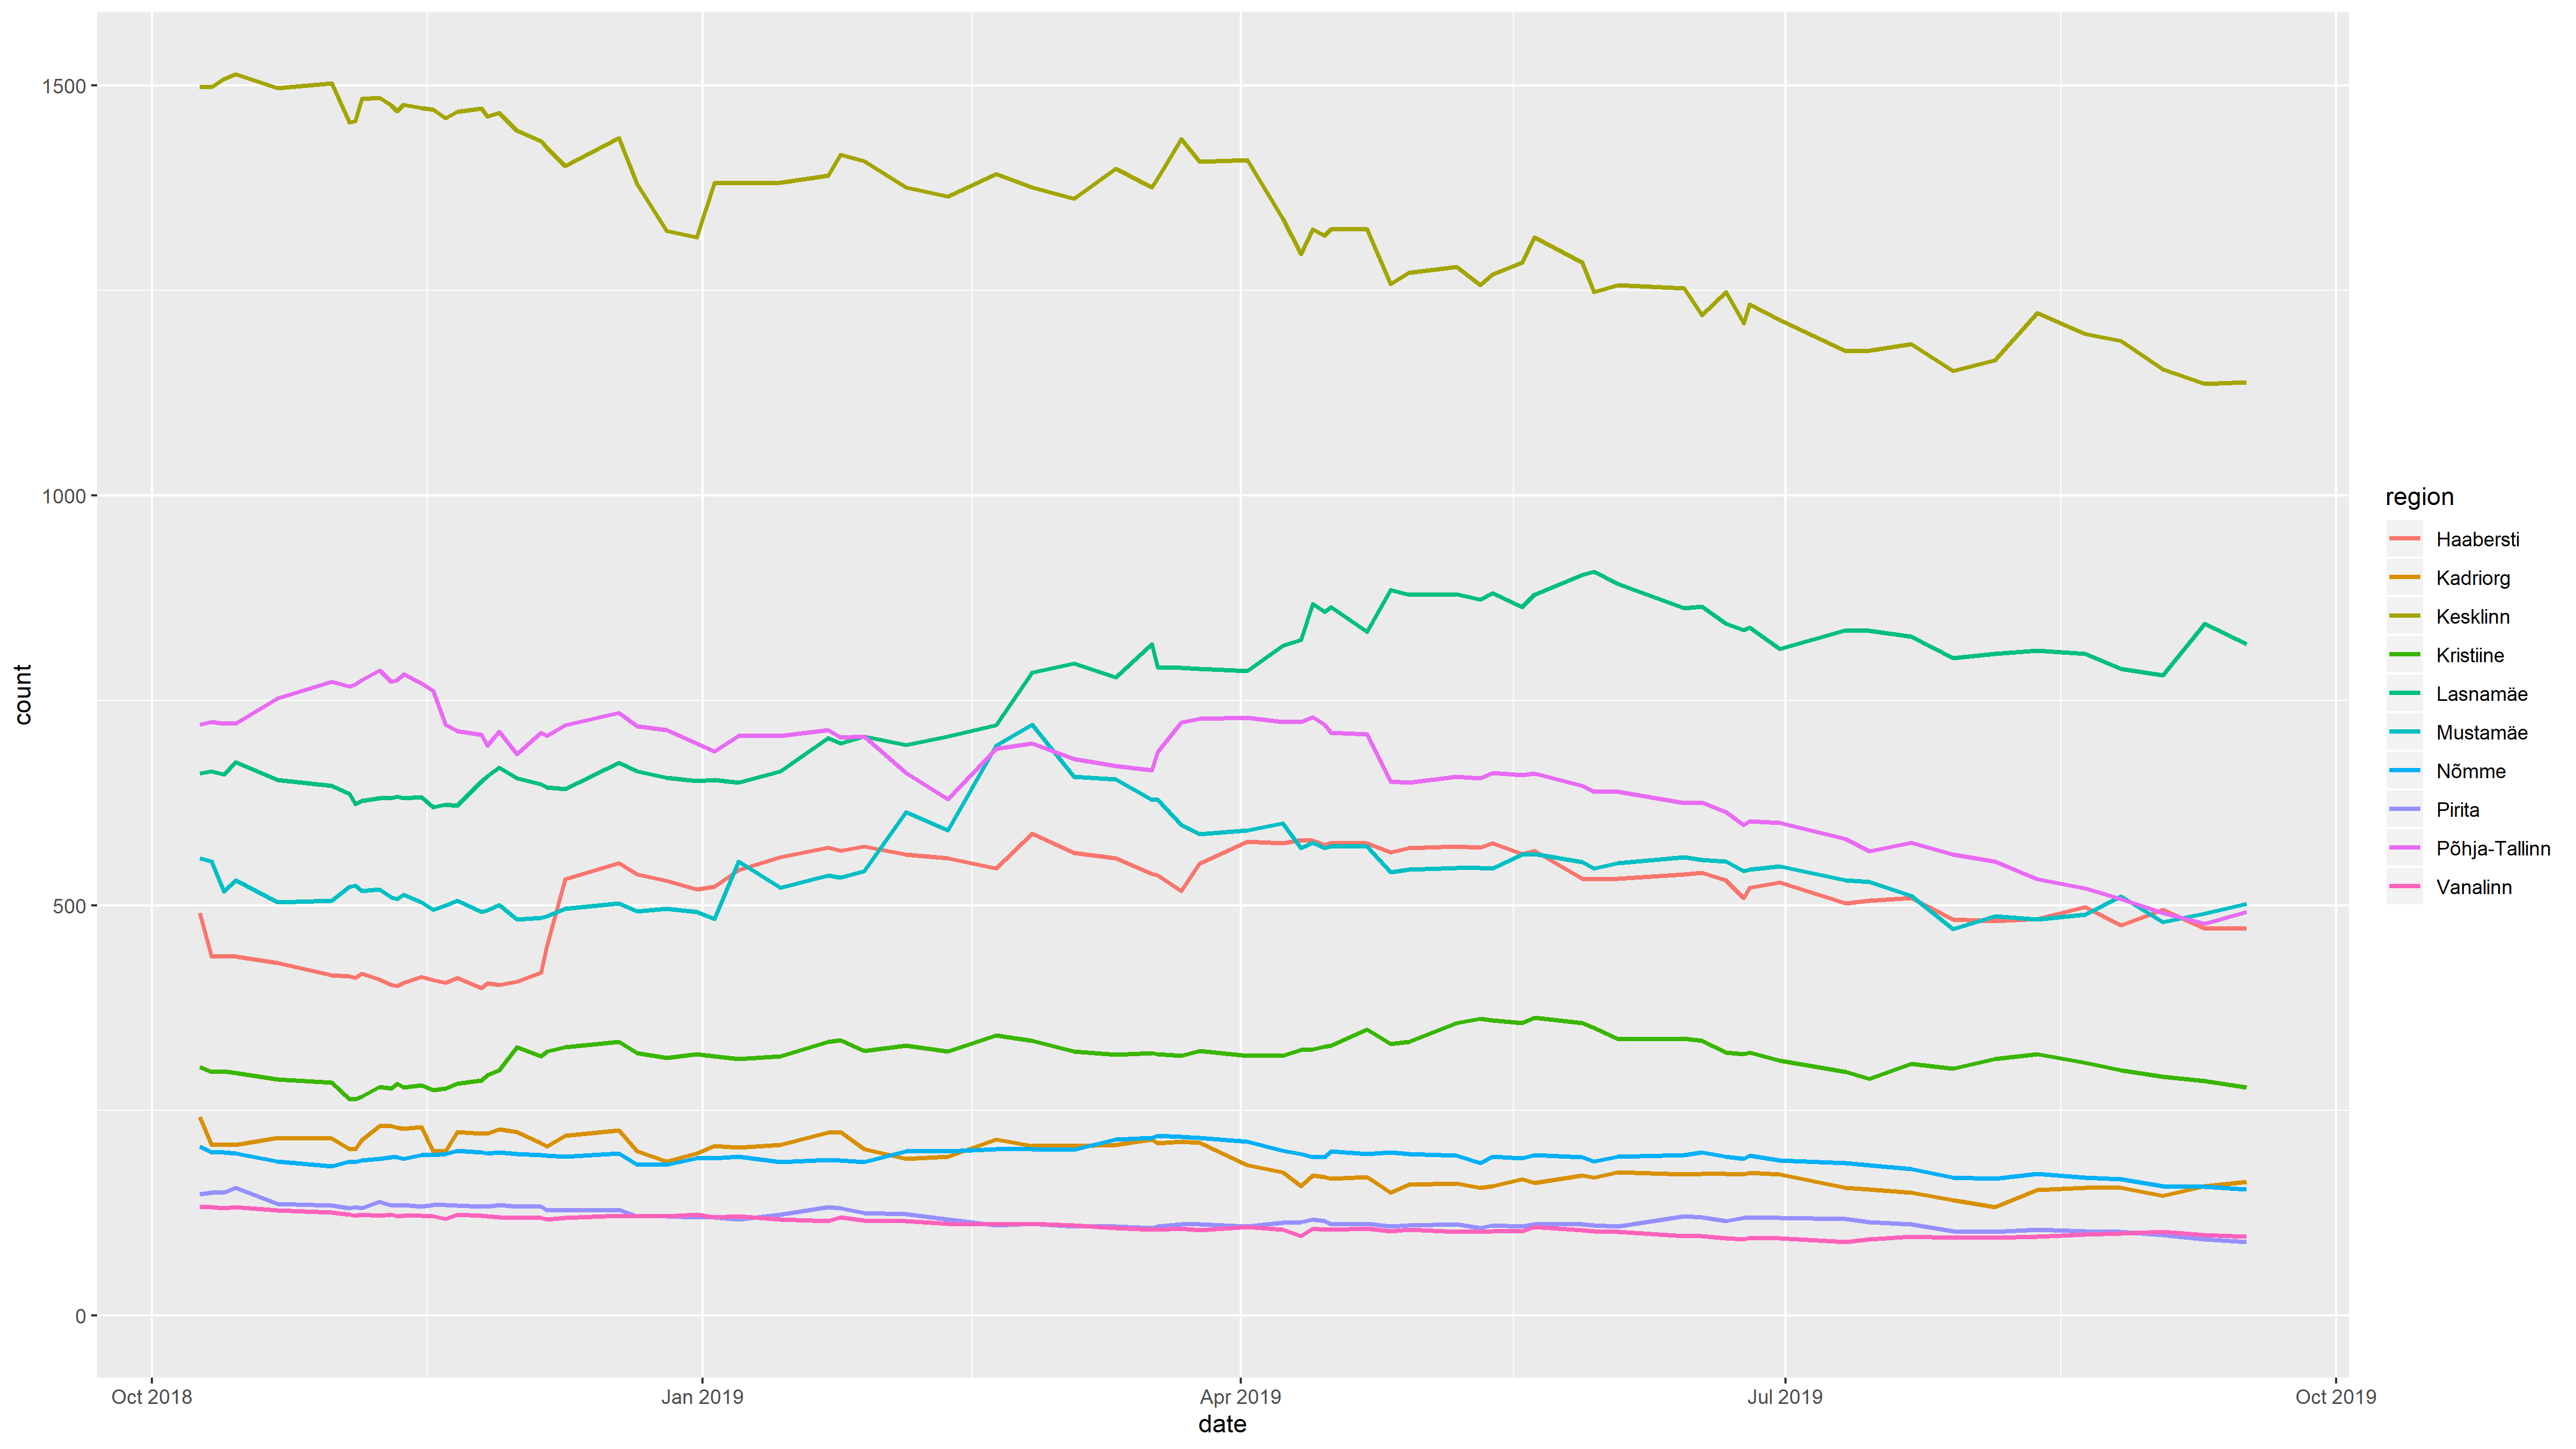 1500
1000
500
0
count
Oct 2018
Jan 2019
Apr 2019
Jul 2019
Oct 2019
date
region
Haabersti
Kadriorg
Kesklinn
Kristiine
Lasnamäe
Mustamäe
Nõmme
Pirita
Põhja-Tallinn
Vanalinn